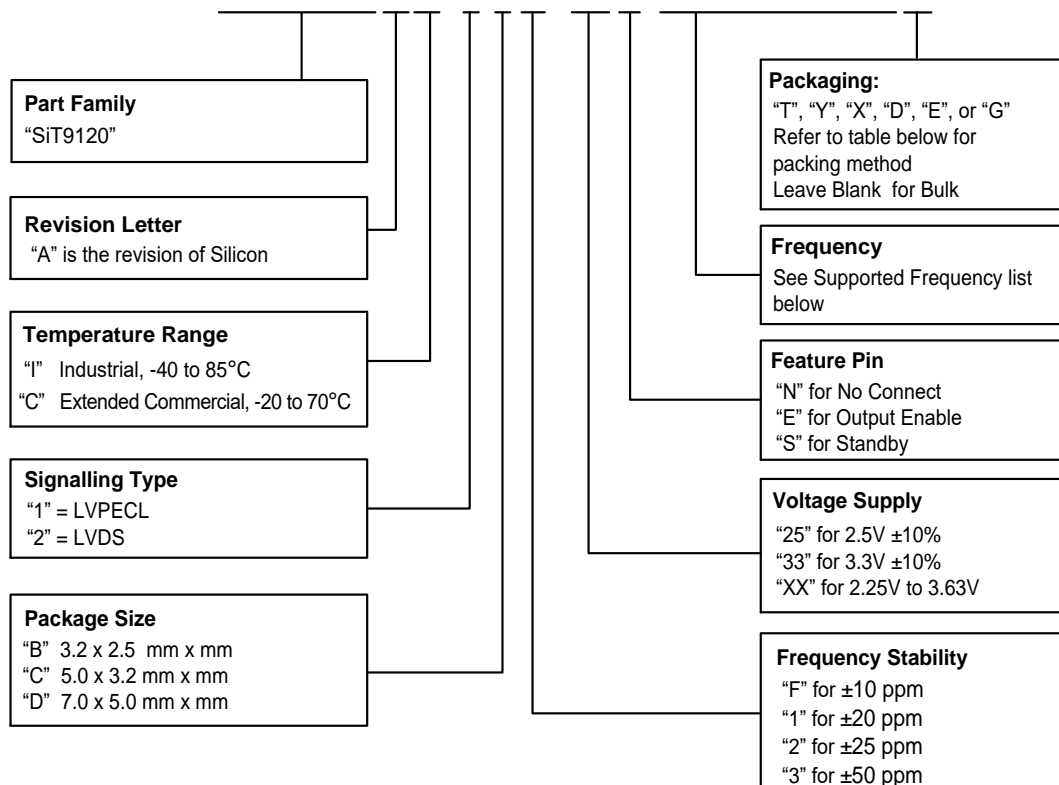 Part Family
“SiT9120”
Revision Letter
“A” is the revision of Silicon
Temperature Range
“I” Industrial, -40 to 85°C
“C” Extended Commercial, -20 to 70°C
Signalling Type
“1” = LVPECL
“2” = LVDS
Package Size
“B” 3.2 x 2.5 mm x mm
“C” 5.0 x 3.2 mm x mm
“D” 7.0 x 5.0 mm x mm
Packaging:
“T”, “Y”, “X”, “D”, “E”, or “G”
Refer to table below for
packing method
Leave Blank for Bulk
Frequency
See Supported Frequency list
below
Feature Pin
“N” for No Connect
“E” for Output Enable
“S” for Standby
Voltage Supply
“25” for 2.5V ±10%
“33” for 3.3V ±10%
“XX” for 2.25V to 3.63V
Frequency Stability
“F” for ±10 ppm
“1” for ±20 ppm
“2” for ±25 ppm
“3” for ±50 ppm